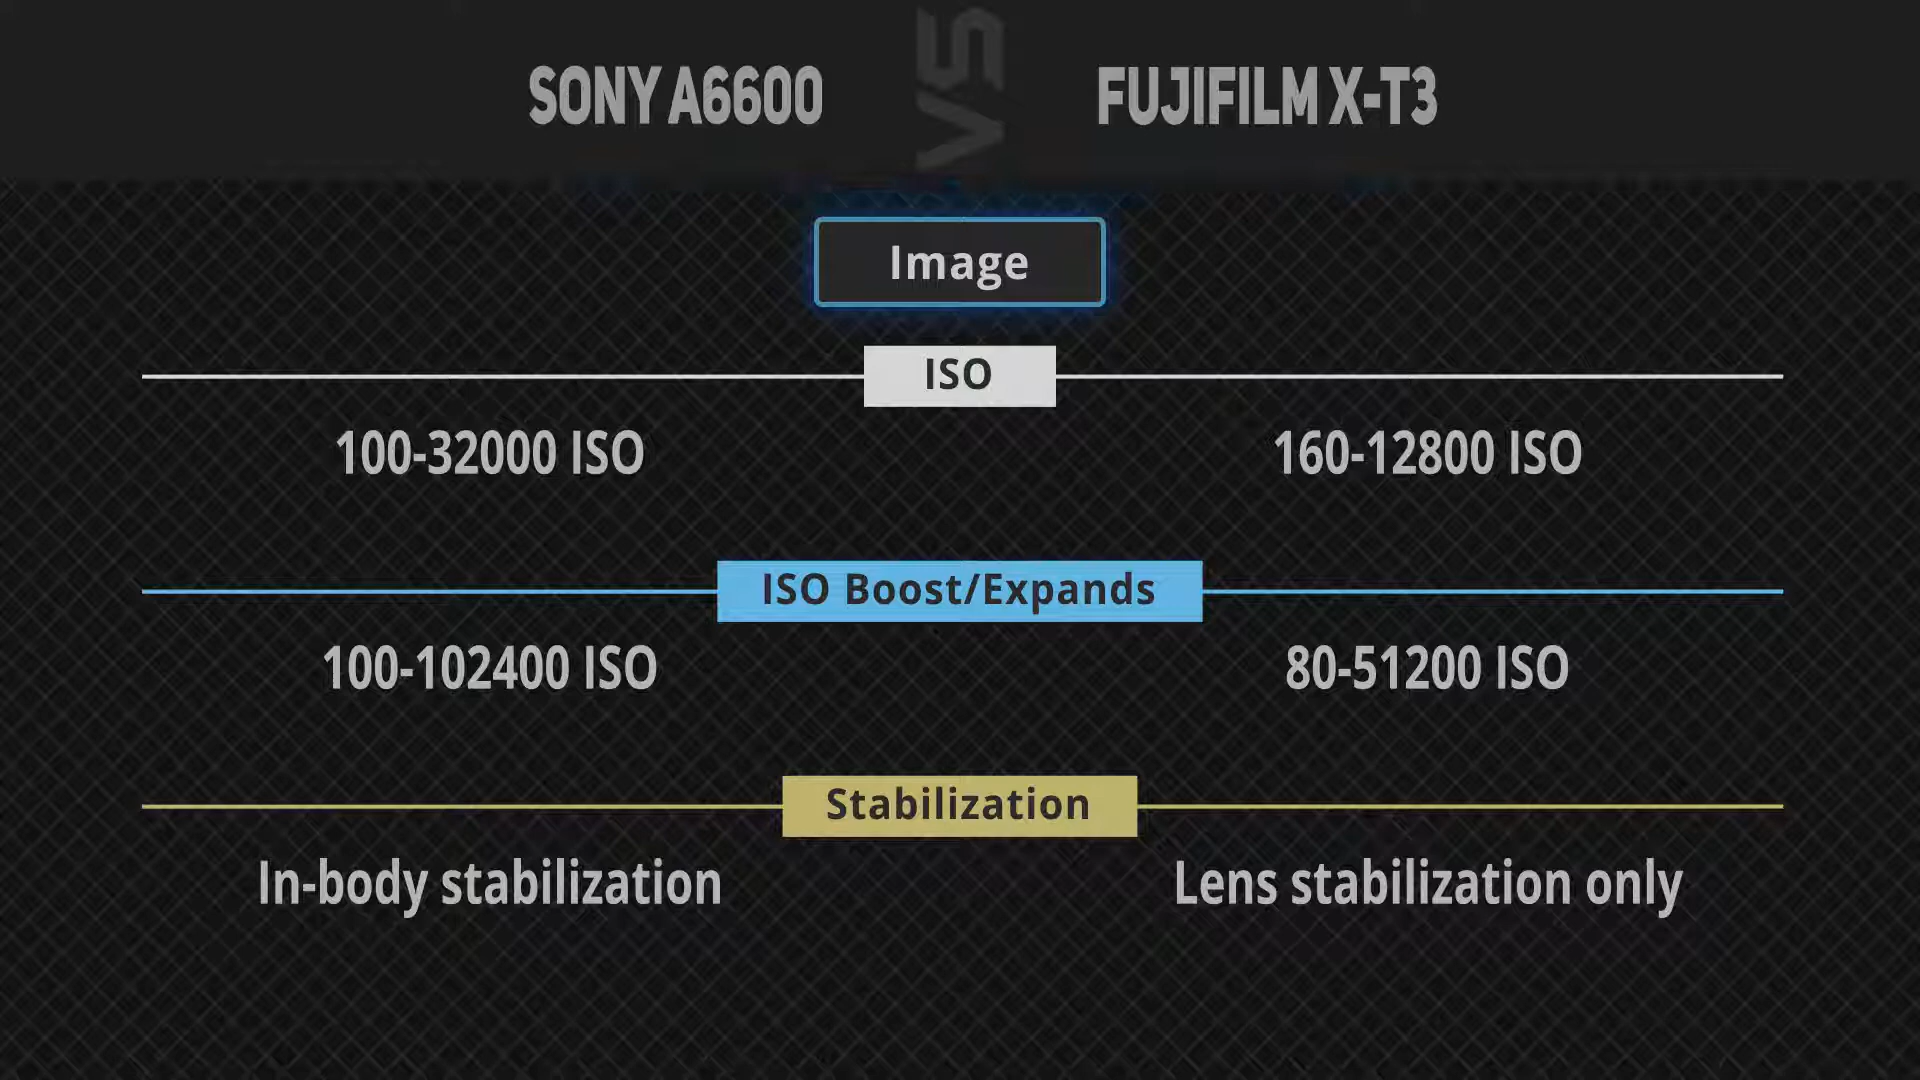 SONY A6600 VS FUJIFILM X-T3
Image
ISO
100-32000 ISO 160-12800 ISO
ISO Boost/Expands
100-102400 ISO 80-51200 ISO
Stabilization
In-body stabilization Lens stabilization only